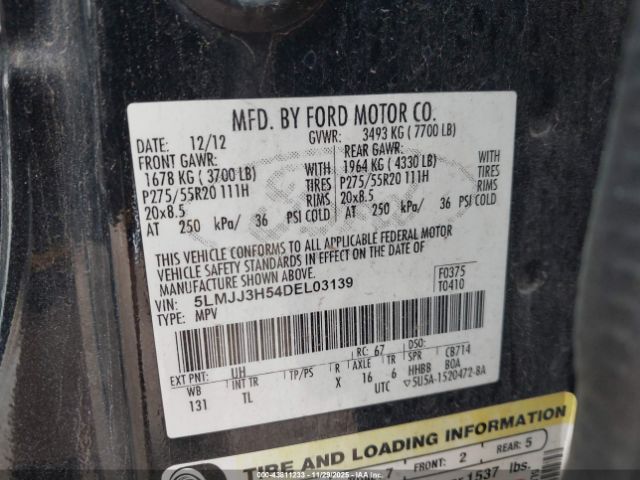 MFD. BY FORD MOTOR CO.
DATE: 12/12 GVWR: 3493 KG ( 7700 LB)
FRONT GAWR: REAR GAWR:
1678 KG ( 3700 LB) WITH 1964 KG ( 4330 LB) WITH
P275/55R20 111H TIRES P275/55R20 111H TIRES
20x8.5 RIMS 20x8.5 RIMS
AT 250 kPa/ 36 PSI COLD AT 250 kPa/ 36 PSI COLD
THIS VEHICLE CONFORMS TO ALL APPLICABLE FEDERAL MOTOR
VEHICLE SAFETY STANDARDS IN EFFECT ON THE DATE OF
MANUFACTURE SHOWN ABOVE.
VIN: 5LMJJ3H54DEL03139 F0375
TYPE: MPV T0410
EXT PNT: UH RC: 67 DSO:
WB INT TR TP/PS R AXLE TR SPR CB714
131 TL X 16 6 HHBB BOA
UTC 5U5A-1520472-BA
TIRE AND LOADING INFORMATION
7 FRONT: 2 REAR: 5
1537 lbs.
00-43811233 - 11/29/2025 - IAAI.COM